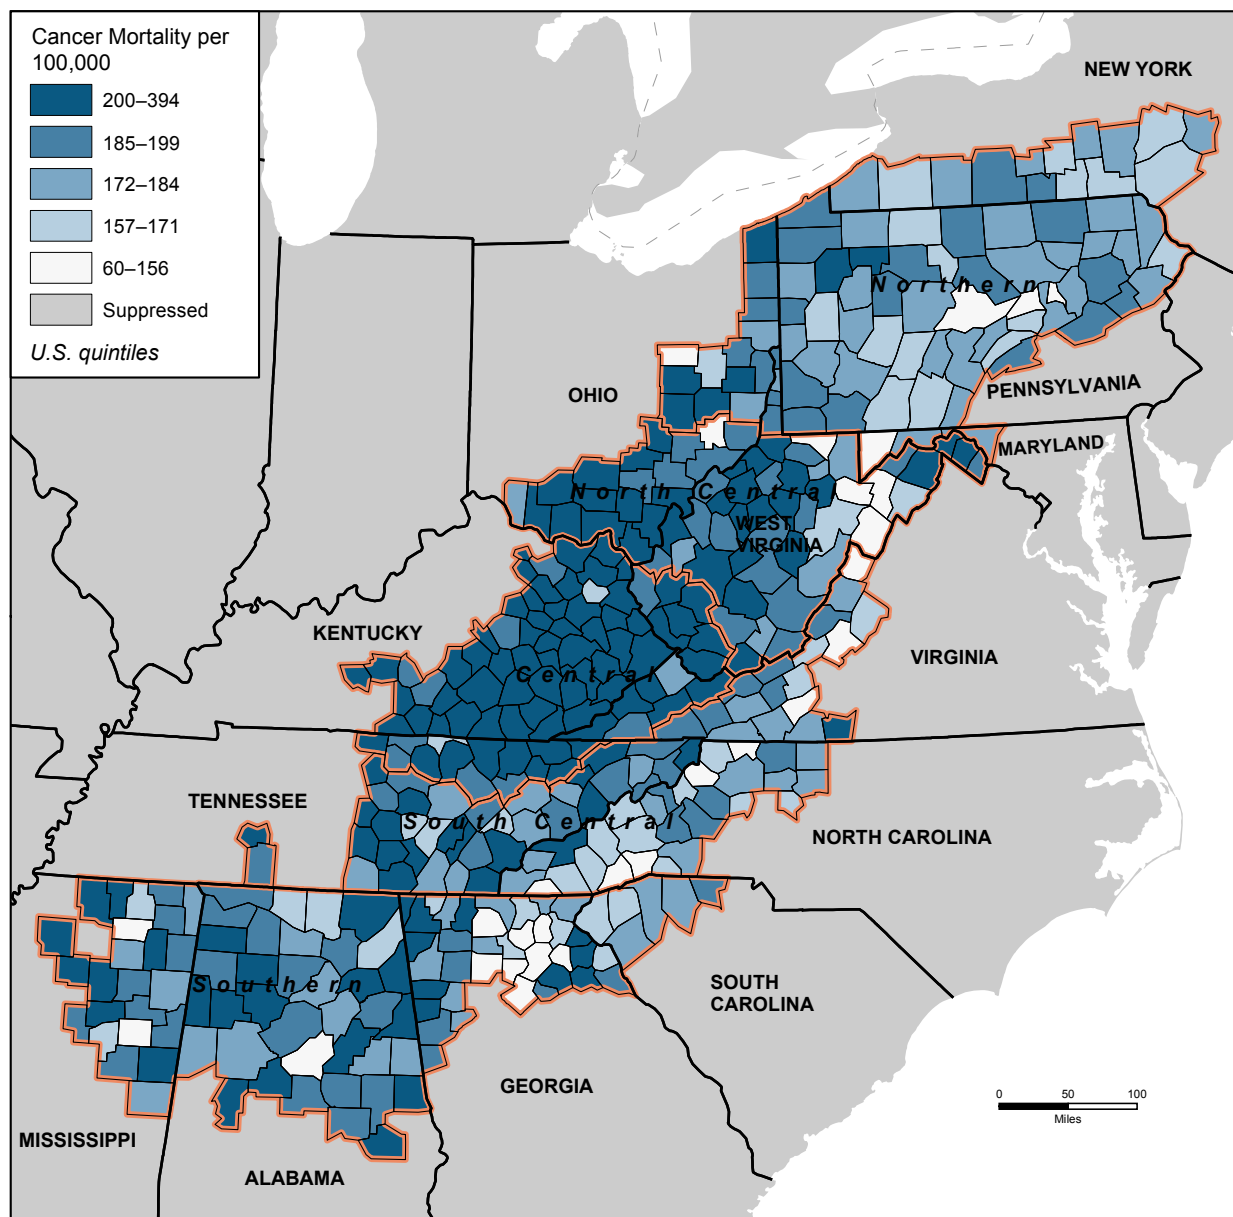 Cancer Mortality per
100,000
200–394
185–199
172–184
157–171
60–156
Suppressed
U.S. quintiles
NEW YORK
Northern
PENNSYLVANIA
OHIO
MARYLAND
North Central
WEST
VIRGINIA
KENTUCKY
VIRGINIA
Central
TENNESSEE
South Central
NORTH CAROLINA
Southern
SOUTH
CAROLINA
GEORGIA
MISSISSIPPI
ALABAMA
0 50 100
Miles